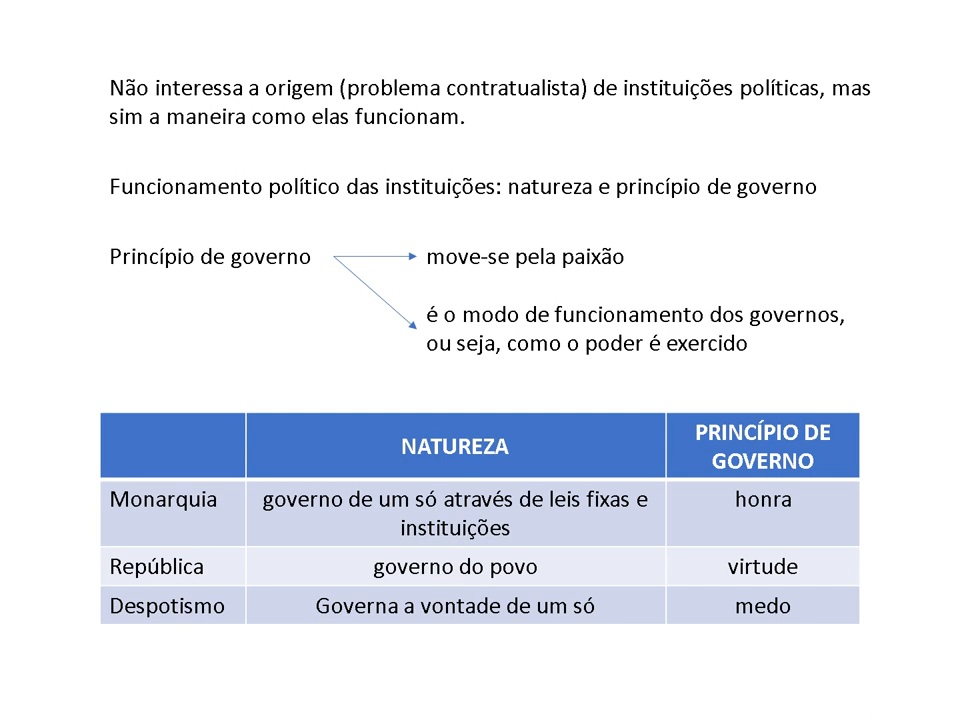 Não interessa a origem (problema contratualista) de instituições políticas, mas
sim a maneira como elas funcionam.
Funcionamento político das instituições: natureza e princípio de governo
Princípio de governo
move-se pela paixão
é o modo de funcionamento dos governos,
ou seja, como o poder é exercido
NATUREZA
PRINCÍPIO DE
GOVERNO
Monarquia
governo de um só através de leis fixas e
instituições
honra
República
governo do povo
virtude
Despotismo
Governa a vontade de um só
medo